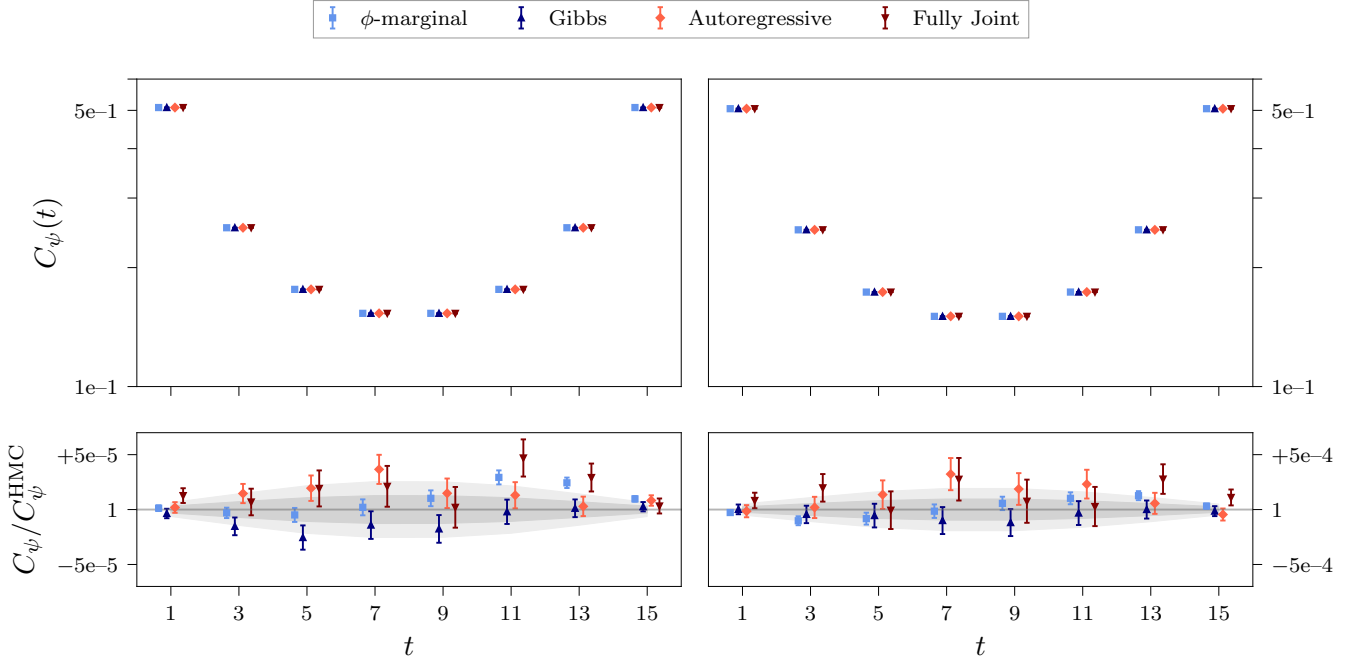 ϕ-marginal Gibbs Autoregressive Fully Joint
5e−1 5e−1
C_ψ(t)
1e−1 1e−1
C_ψ/C_ψ^HMC
+5e−5 +5e−4
1 1
−5e−5 −5e−4
1 3 5 7 9 11 13 15 1 3 5 7 9 11 13 15
t t